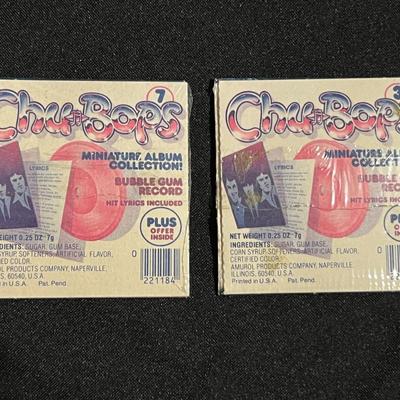 Chu-Bops
7
MINIATURE ALBUM
COLLECTION!
LYRICS
BUBBLE GUM
RECORD
HIT LYRICS INCLUDED
PLUS
OFFER
INSIDE
WEIGHT 0.25 OZ 7g
INGREDIENTS: SUGAR, GUM BASE,
SYRUP, SOFTENERS, ARTIFICIAL FLAVOR,
COLOR.
PRODUCTS COMPANY, NAPERVILLE,
60540, U.S.A.
Printed in U.S.A. Pat. Pend.
0
221184
Chu-Bops
3
MINIATURE ALBUM
COLLECTION
LYRICS
BUBBLE GUM
RECORD
HIT LYRICS INCLUDED
NET WEIGHT 0.25 OZ 7g
INGREDIENTS: SUGAR, GUM BASE,
CORN SYRUP, SOFTENERS, ARTIFICIAL FLAVOR,
CERTIFIED COLOR.
AMUROL PRODUCTS COMPANY, NAPERVILLE,
ILLINOIS, 60540, U.S.A.
Printed in U.S.A. Pat. Pend.
0